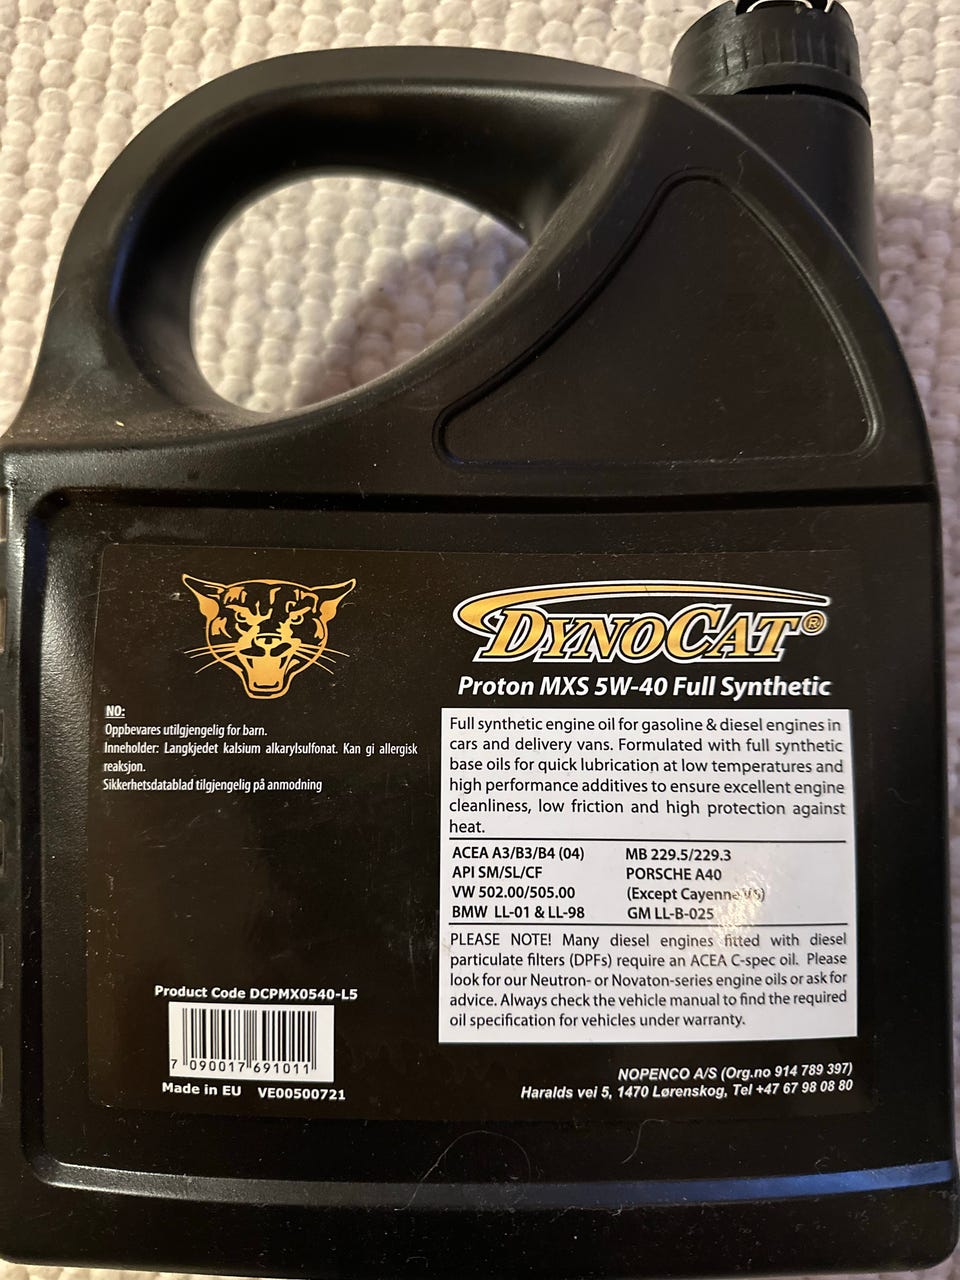 DYNOCAT®
Proton MXS 5W-40 Full Synthetic
NO:
Oppbevares utilgjengelig for barn.
Inneholder: Langkjedet kalsium alkarylsulfonat. Kan gi allergisk
reaksjon.
Sikkerhetsdatablad tilgjengelig på anmodning
Full synthetic engine oil for gasoline & diesel engines in
cars and delivery vans. Formulated with full synthetic
base oils for quick lubrication at low temperatures and
high performance additives to ensure excellent engine
cleanliness, low friction and high protection against
heat.
ACEA A3/B3/B4 (04)
API SM/SL/CF
VW 502.00/505.00
BMW LL-01 & LL-98
MB 229.5/229.3
PORSCHE A40
(Except Cayenne V6)
GM LL-B-025
PLEASE NOTE! Many diesel engines fitted with diesel
particulate filters (DPFs) require an ACEA C-spec oil. Please
look for our Neutron- or Novaton-series engine oils or ask for
advice. Always check the vehicle manual to find the required
oil specification for vehicles under warranty.
Product Code DCPMX0540-L5
7 090017 691011
Made in EU VE00500721
NOPENCO A/S (Org.no 914 789 397)
Haralds vei 5, 1470 Lørenskog, Tel +47 67 98 08 80